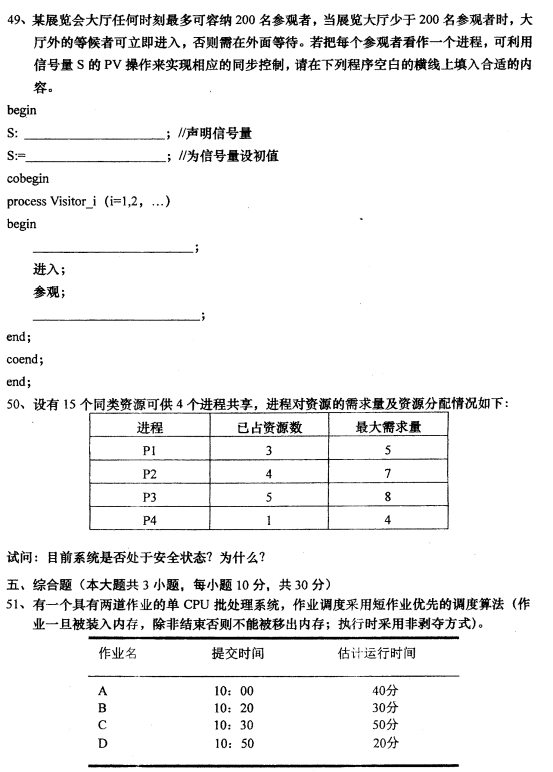 49、某展览会大厅任何时刻最多可容纳 200 名参观者，当展览大厅少于 200 名参观者时，大
厅外的等候者可立即进入，否则需在外面等待。若把每个参观者看作一个进程，可利用
信号量 S 的 PV 操作来实现相应的同步控制，请在下列程序空白的横线上填入合适的内
容。
begin
S: ____________________；//声明信号量
S:=____________________；//为信号量设初值
cobegin
process Visitor_i（i=1,2，…）
begin
____________________；
进入；
参观；
____________________；
end；
coend；
end；
50、设有 15 个同类资源可供 4 个进程共享，进程对资源的需求量及资源分配情况如下：
进程 已占资源数 最大需求量
P1 3 5
P2 4 7
P3 5 8
P4 1 4
试问：目前系统是否处于安全状态？为什么？
五、综合题（本大题共 3 小题，每小题 10 分，共 30 分）
51、有一个具有两道作业的单 CPU 批处理系统，作业调度采用短作业优先的调度算法（作
业一旦被装入内存，除非结束否则不能被移出内存；执行时采用非剥夺方式）。
作业名 提交时间 估计运行时间
A 10：00 40分
B 10：20 30分
C 10：30 50分
D 10：50 20分